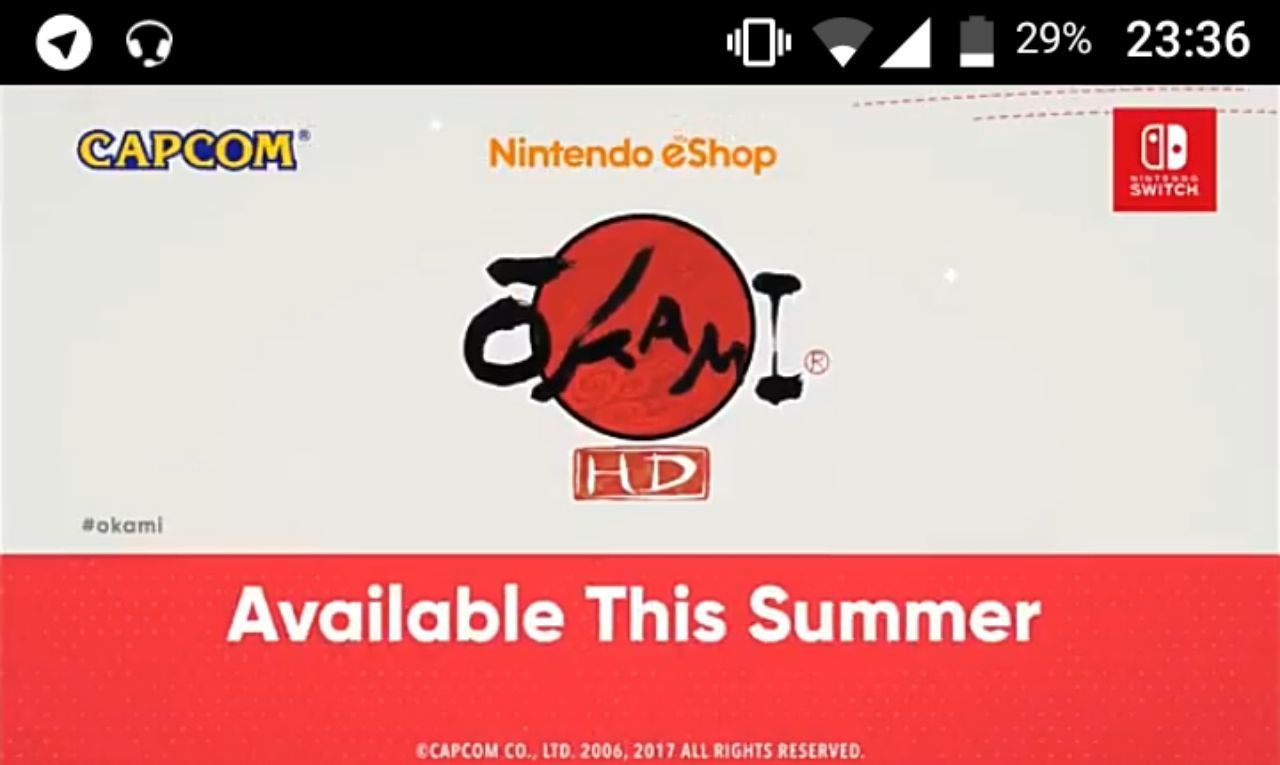 29% 23:36
CAPCOM®
Nintendo eShop
NINTENDO
SWITCH
ŌKAMI®
HD
#okami
Available This Summer
©CAPCOM CO., LTD. 2006, 2017 ALL RIGHTS RESERVED.